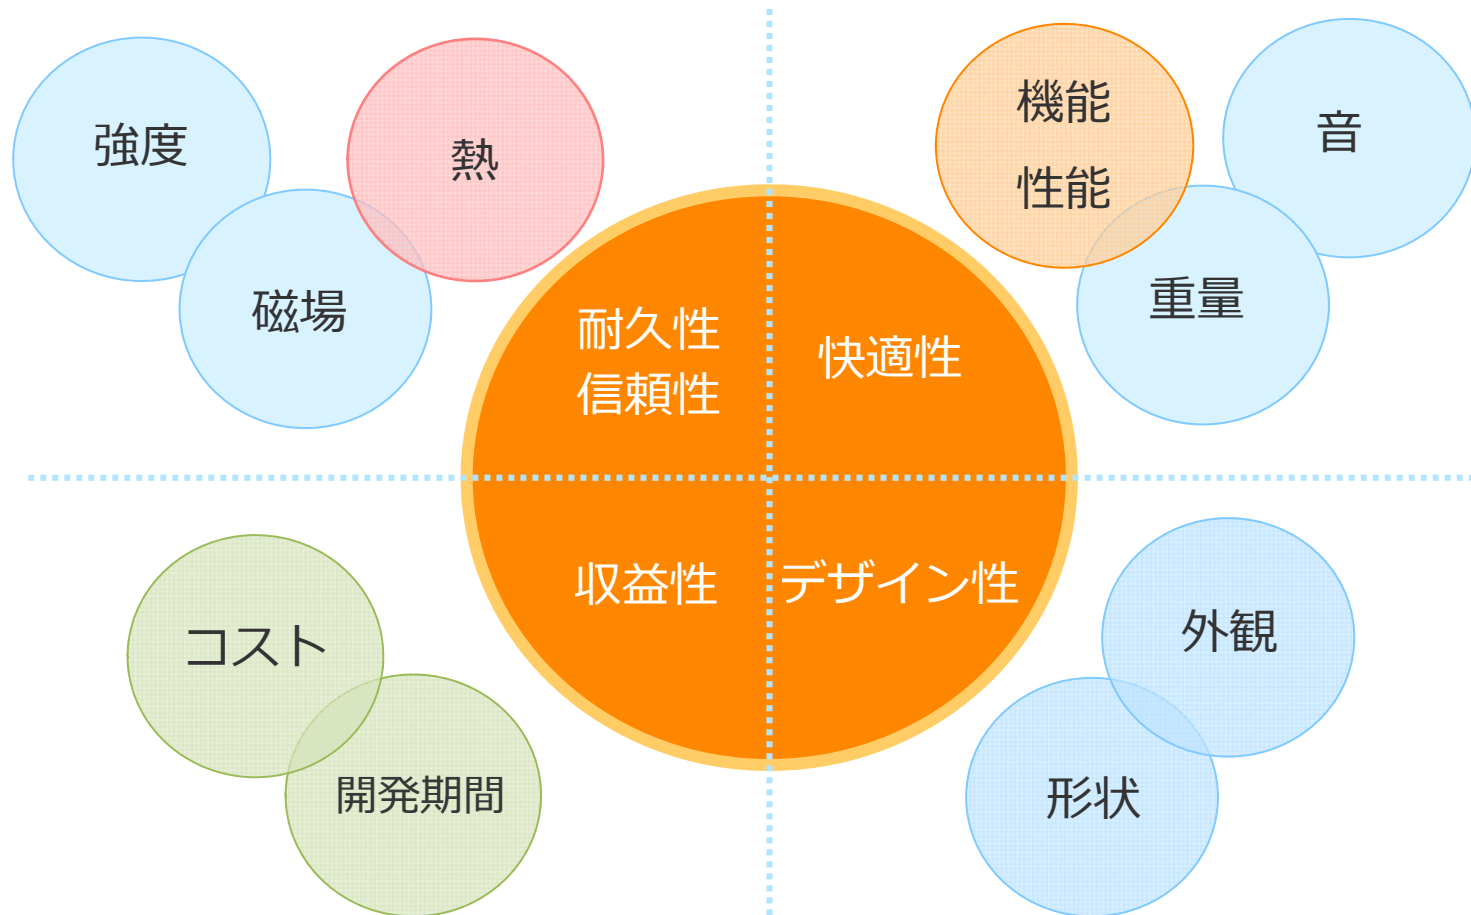 強度
熱
磁場
機能
性能
音
重量
耐久性
信頼性
快適性
収益性
デザイン性
コスト
開発期間
外観
形状